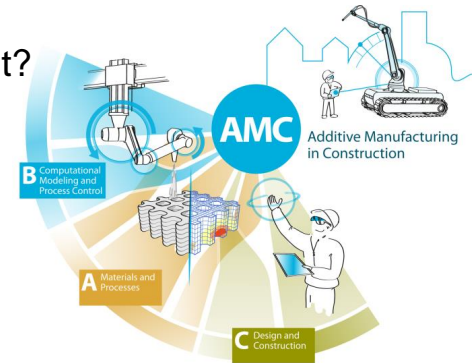 t?
AMC
Additive Manufacturing
in Construction
B Computational
Modeling and
Process Control
A Materials and
Processes
C Design and
Construction